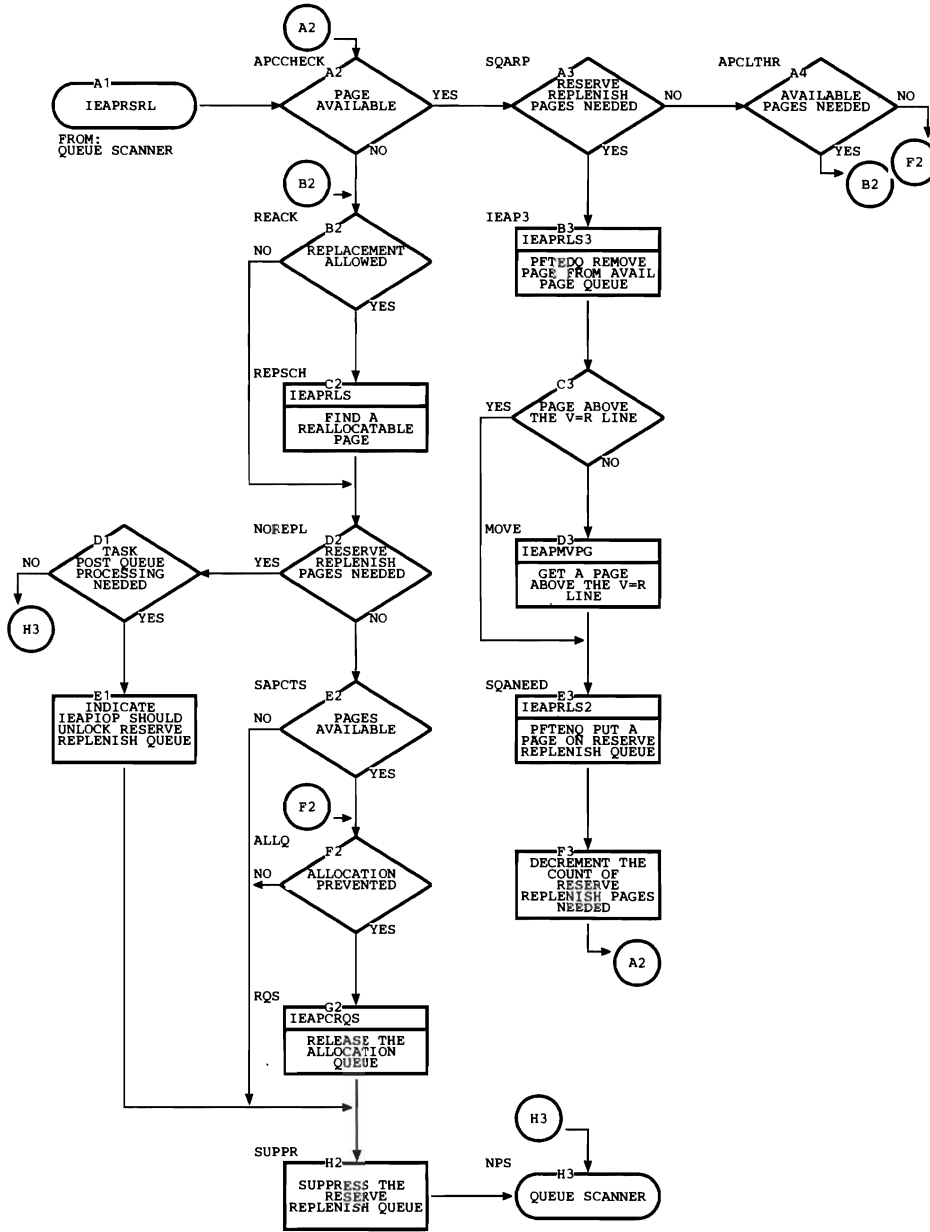 A2
APCCHECK
SQARP
APCLTHR
A1
IEAPRSRL
FROM:
QUEUE SCANNER
A2
PAGE
AVAILABLE
YES
NO
A3
RESERVE
REPLENISH
PAGES NEEDED
NO
YES
A4
AVAILABLE
PAGES NEEDED
NO
YES
F2
B2
B2
REACK
B2
REPLACEMENT
ALLOWED
NO
YES
IEAP3
B3
IEAPRLS3
PFTEDQ REMOVE
PAGE FROM AVAIL
PAGE QUEUE
REPSCH
C2
IEAPRLS
FIND A
REALLOCATABLE
PAGE
C3
PAGE ABOVE
THE V=R LINE
YES
NO
D1
TASK
POST QUEUE
PROCESSING
NEEDED
NO
YES
H3
NOREPL
D2
RESERVE
REPLENISH
PAGES NEEDED
YES
NO
MOVE
D3
IEAPMVPG
GET A PAGE
ABOVE THE V=R
LINE
E1
INDICATE
IEAPIOP SHOULD
UNLOCK RESERVE
REPLENISH QUEUE
SAPCTS
E2
PAGES
AVAILABLE
NO
YES
SQANEED
E3
IEAPRLS2
PFTENQ PUT A
PAGE ON RESERVE
REPLENISH QUEUE
F2
ALLQ
F2
ALLOCATION
PREVENTED
NO
YES
F3
DECREMENT THE
COUNT OF
RESERVE
REPLENISH PAGES
NEEDED
A2
RQS
G2
IEAPCRQS
RELEASE THE
ALLOCATION
QUEUE
H3
SUPPR
H2
SUPPRESS THE
RESERVE
REPLENISH QUEUE
NPS
H3
QUEUE SCANNER